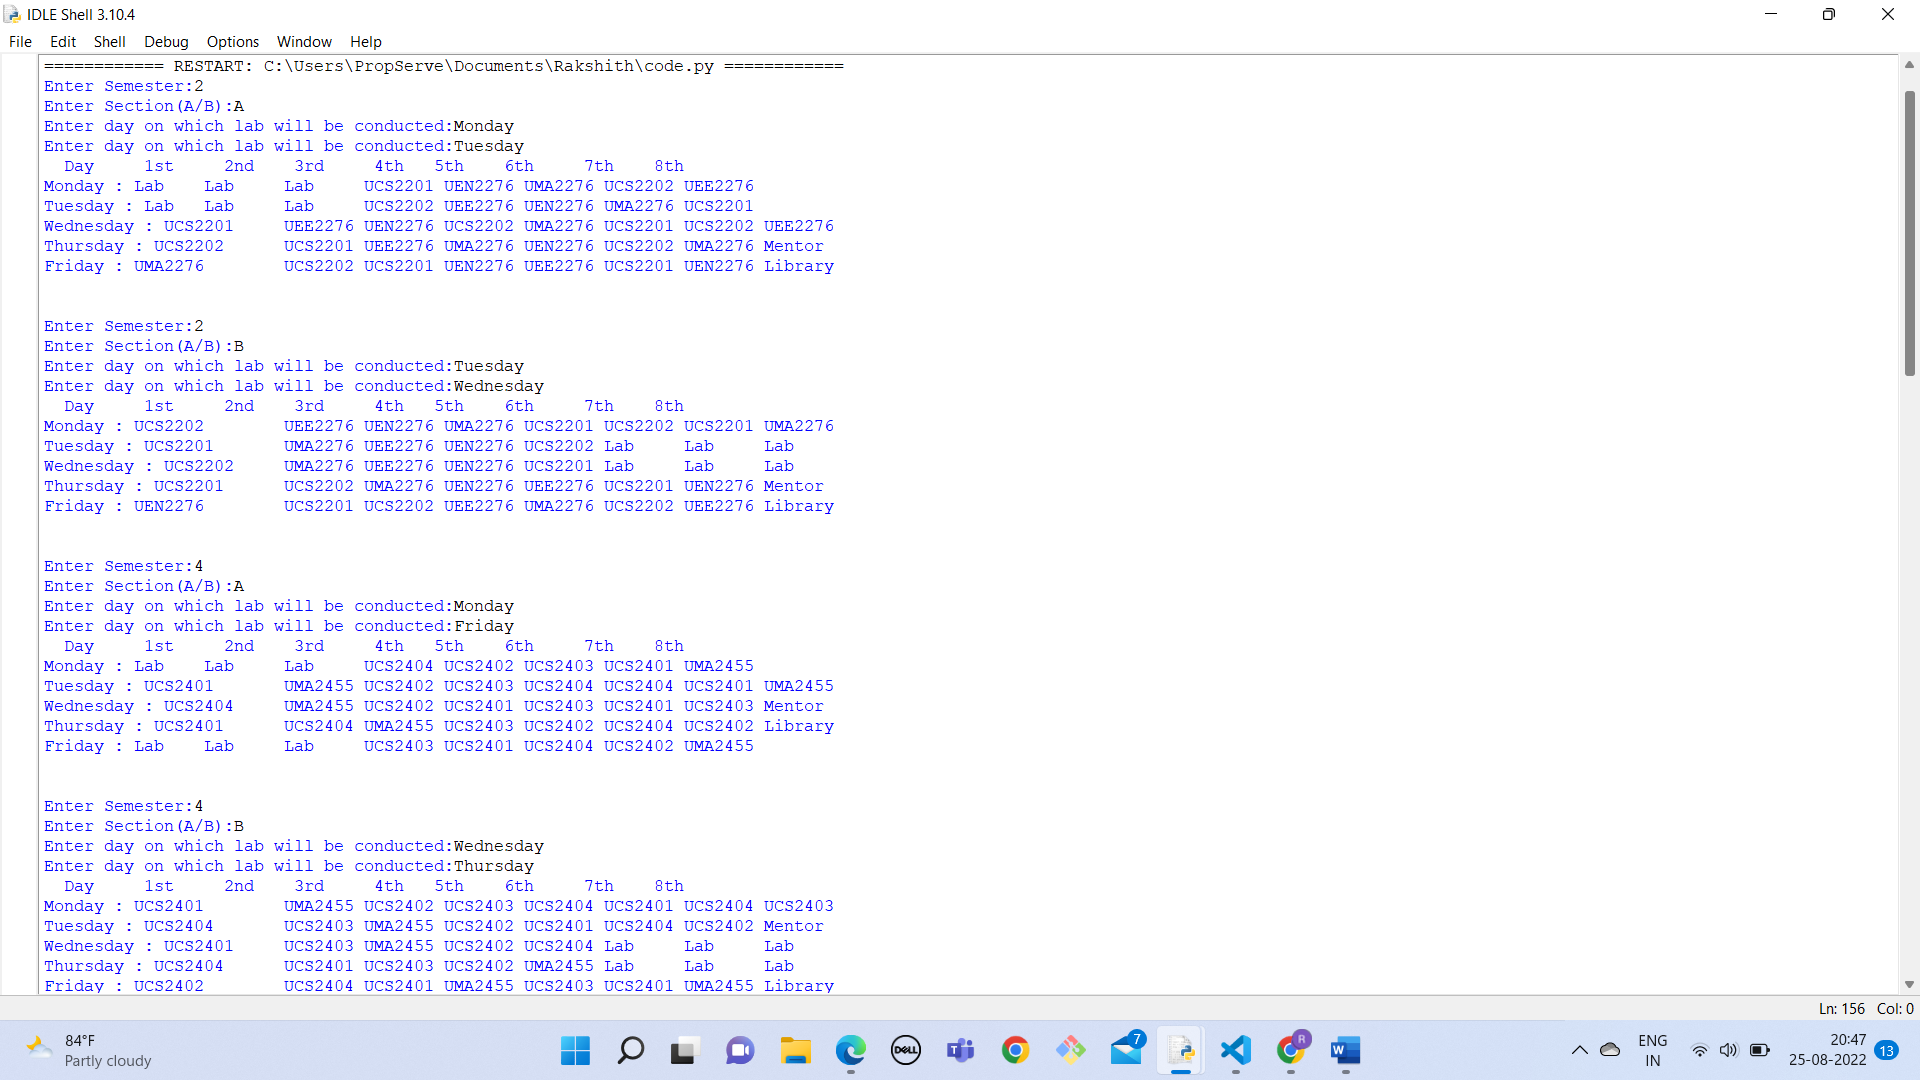 IDLE Shell 3.10.4
File Edit Shell Debug Options Window Help
============ RESTART: C:\Users\PropServe\Documents\Rakshith\code.py ============
Enter Semester:2
Enter Section(A/B):A
Enter day on which lab will be conducted:Monday
Enter day on which lab will be conducted:Tuesday
Day 1st 2nd 3rd 4th 5th 6th 7th 8th
Monday : Lab Lab Lab UCS2201 UEN2276 UMA2276 UCS2202 UEE2276
Tuesday : Lab Lab Lab UCS2202 UEE2276 UEN2276 UMA2276 UCS2201
Wednesday : UCS2201 UEE2276 UEN2276 UCS2202 UMA2276 UCS2201 UCS2202 UEE2276
Thursday : UCS2202 UCS2201 UEE2276 UMA2276 UEN2276 UCS2202 UMA2276 Mentor
Friday : UMA2276 UCS2202 UCS2201 UEN2276 UEE2276 UCS2201 UEN2276 Library
Enter Semester:2
Enter Section(A/B):B
Enter day on which lab will be conducted:Tuesday
Enter day on which lab will be conducted:Wednesday
Day 1st 2nd 3rd 4th 5th 6th 7th 8th
Monday : UCS2202 UEE2276 UEN2276 UMA2276 UCS2201 UCS2202 UCS2201 UMA2276
Tuesday : UCS2201 UMA2276 UEE2276 UEN2276 UCS2202 Lab Lab Lab
Wednesday : UCS2202 UMA2276 UEE2276 UEN2276 UCS2201 Lab Lab Lab
Thursday : UCS2201 UCS2202 UMA2276 UEN2276 UEE2276 UCS2201 UEN2276 Mentor
Friday : UEN2276 UCS2201 UCS2202 UEE2276 UMA2276 UCS2202 UEE2276 Library
Enter Semester:4
Enter Section(A/B):A
Enter day on which lab will be conducted:Monday
Enter day on which lab will be conducted:Friday
Day 1st 2nd 3rd 4th 5th 6th 7th 8th
Monday : Lab Lab Lab UCS2404 UCS2402 UCS2403 UCS2401 UMA2455
Tuesday : UCS2401 UMA2455 UCS2402 UCS2403 UCS2404 UCS2404 UCS2401 UMA2455
Wednesday : UCS2404 UMA2455 UCS2402 UCS2401 UCS2403 UCS2401 UCS2403 Mentor
Thursday : UCS2401 UCS2404 UMA2455 UCS2403 UCS2402 UCS2404 UCS2402 Library
Friday : Lab Lab Lab UCS2403 UCS2401 UCS2404 UCS2402 UMA2455
Enter Semester:4
Enter Section(A/B):B
Enter day on which lab will be conducted:Wednesday
Enter day on which lab will be conducted:Thursday
Day 1st 2nd 3rd 4th 5th 6th 7th 8th
Monday : UCS2401 UMA2455 UCS2402 UCS2403 UCS2404 UCS2401 UCS2404 UCS2403
Tuesday : UCS2404 UCS2403 UMA2455 UCS2402 UCS2401 UCS2404 UCS2402 Mentor
Wednesday : UCS2401 UCS2403 UMA2455 UCS2402 UCS2404 Lab Lab Lab
Thursday : UCS2404 UCS2401 UCS2403 UCS2402 UMA2455 Lab Lab Lab
Friday : UCS2402 UCS2404 UCS2401 UMA2455 UCS2403 UCS2401 UMA2455 Library
Ln: 156 Col: 0
84°F
Partly cloudy
DELL
7
R
ENG
IN
20:47
25-08-2022
13